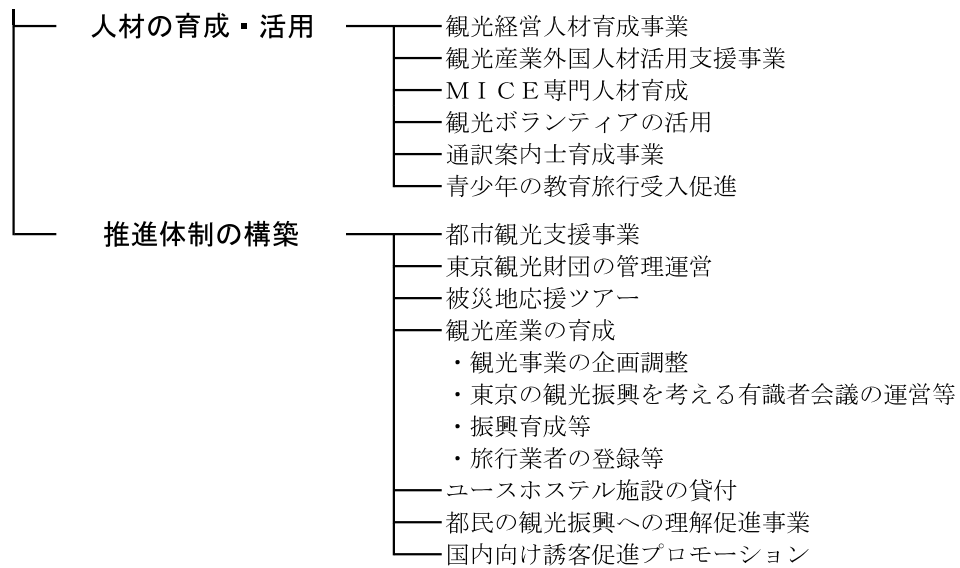 人材の育成・活用
観光経営人材育成事業
観光産業外国人材活用支援事業
ＭＩＣＥ専門人材育成
観光ボランティアの活用
通訳案内士育成事業
青少年の教育旅行受入促進
推進体制の構築
都市観光支援事業
東京観光財団の管理運営
被災地応援ツアー
観光産業の育成
・観光事業の企画調整
・東京の観光振興を考える有識者会議の運営等
・振興育成等
・旅行業者の登録等
ユースホステル施設の貸付
都民の観光振興への理解促進事業
国内向け誘客促進プロモーション